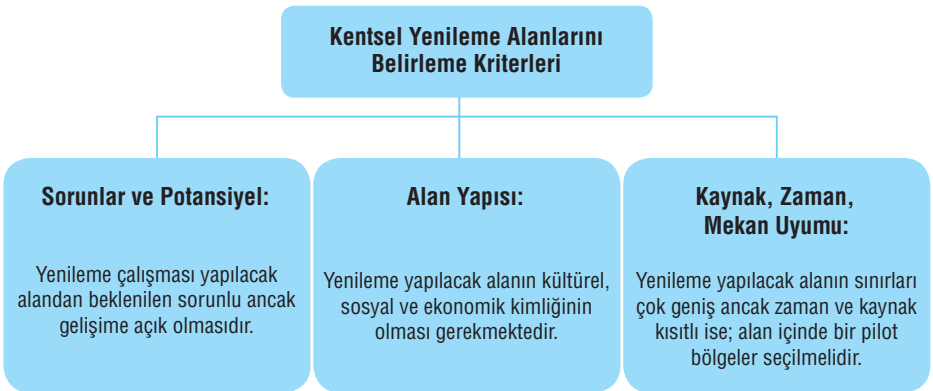 Kentsel Yenileme Alanlarını
Belirleme Kriterleri
Sorunlar ve Potansiyel:
Yenileme çalışması yapılacak
alandan beklenilen sorunlu ancak
gelişime açık olmasıdır.
Alan Yapısı:
Yenileme yapılacak alanın kültürel,
sosyal ve ekonomik kimliğinin
olması gerekmektedir.
Kaynak, Zaman,
Mekan Uyumu:
Yenileme yapılacak alanın sınırları
çok geniş ancak zaman ve kaynak
kısıtlı ise; alan içinde bir pilot
bölgeler seçilmelidir.